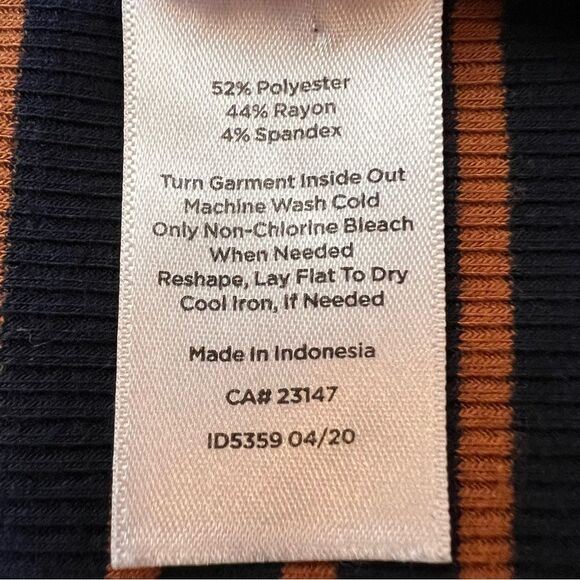 52% Polyester
44% Rayon
4% Spandex
Turn Garment Inside Out
Machine Wash Cold
Only Non-Chlorine Bleach
When Needed
Reshape, Lay Flat To Dry
Cool Iron, If Needed
Made In Indonesia
CA# 23147
ID5359 04/20